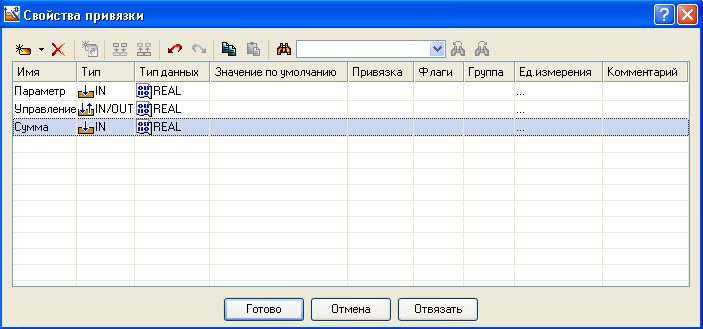 Свойства привязки
Имя Тип Тип данных Значение по умолчанию Привязка Флаги Группа Ед.измерения Комментарий
Параметр IN REAL ...
Управление IN/OUT REAL ...
Сумма IN REAL ...
Готово Отмена Отвязать